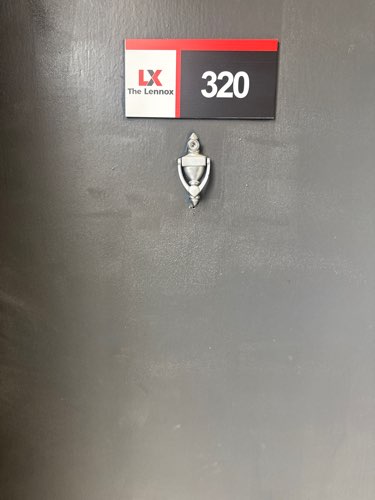 LX
The Lennox
320